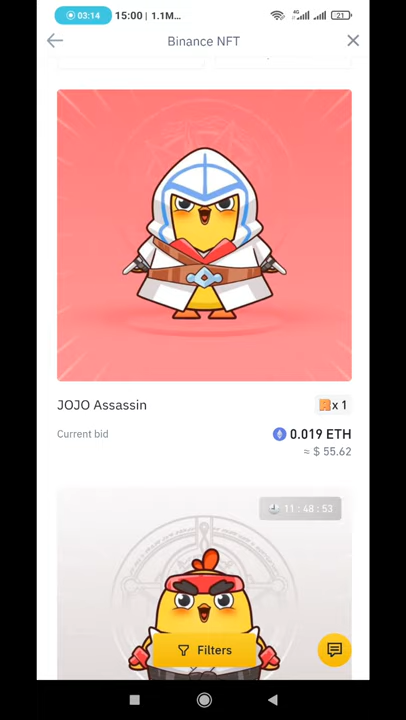 03:14 15:00 | 1.1M... 4G 21
Binance NFT
JOJO Assassin x 1
Current bid 0.019 ETH
≈ $ 55.62
11 : 48 : 53
Filters